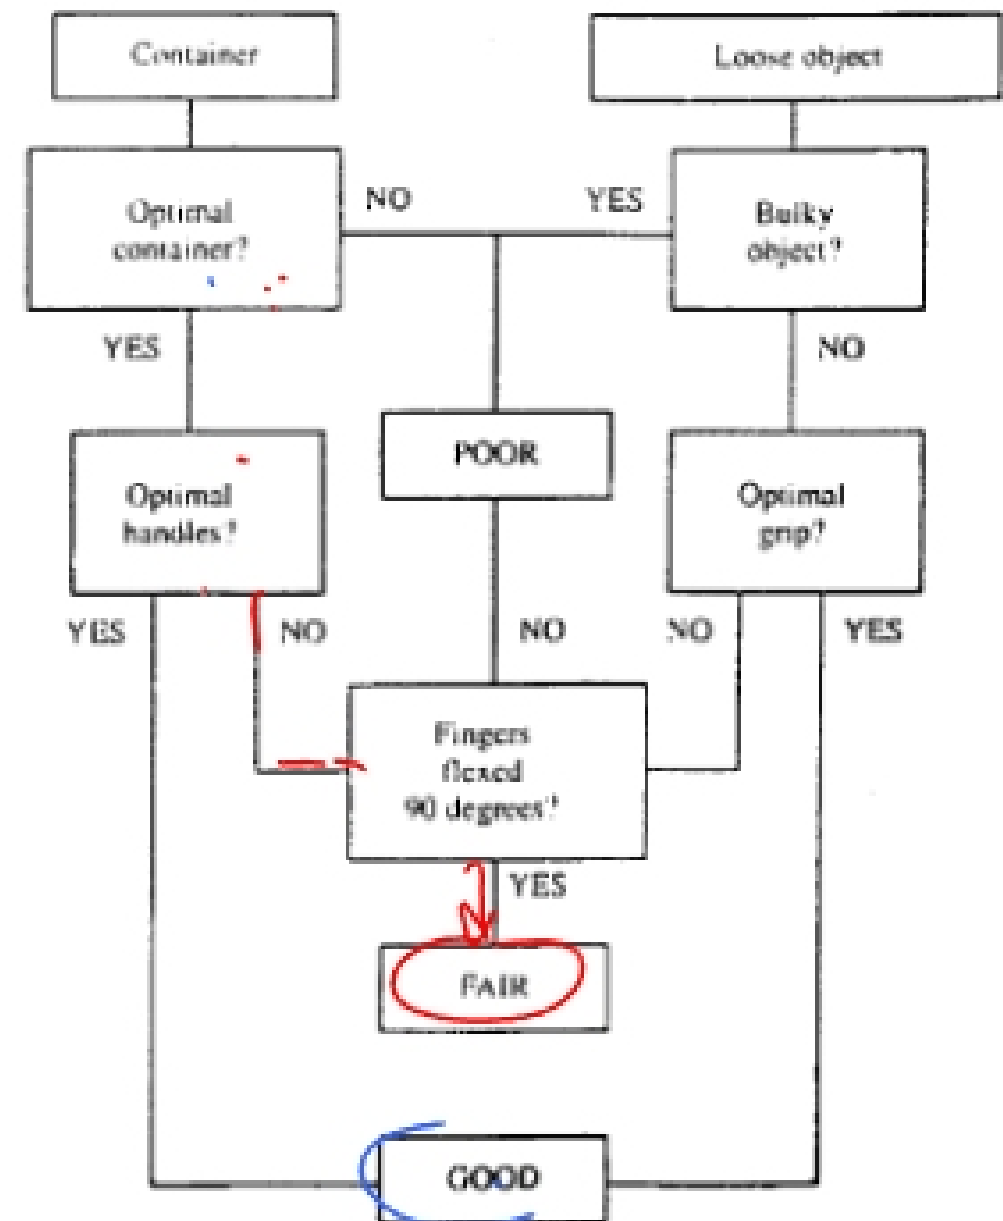 Container
Loose object
Optimal
container?
NO
YES
Bulky
object?
YES
NO
Optimal
handles?
POOR
Optimal
grip?
YES
NO
NO
NO
YES
Fingers
flexed
90 degrees?
YES
FAIR
GOOD